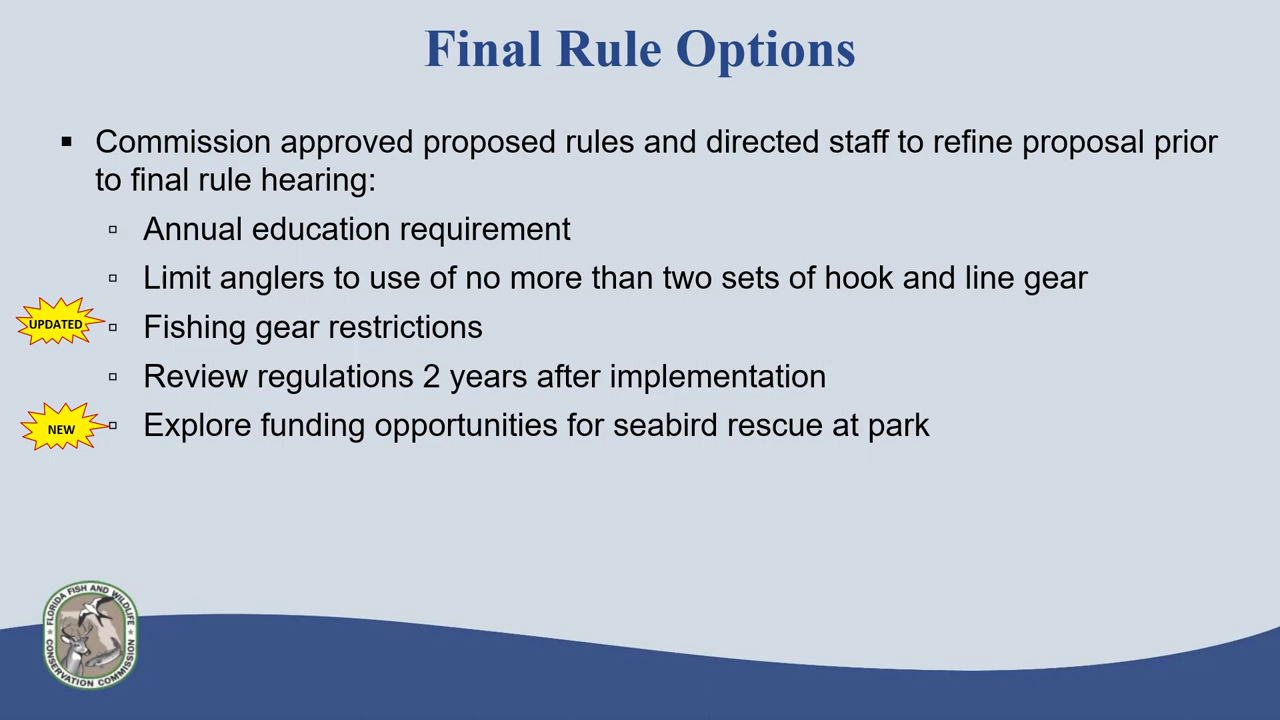 Final Rule Options
Commission approved proposed rules and directed staff to refine proposal prior
to final rule hearing:
Annual education requirement
Limit anglers to use of no more than two sets of hook and line gear
UPDATED
Fishing gear restrictions
Review regulations 2 years after implementation
NEW
Explore funding opportunities for seabird rescue at park
FLORIDA FISH AND WILDLIFE
CONSERVATION COMMISSION